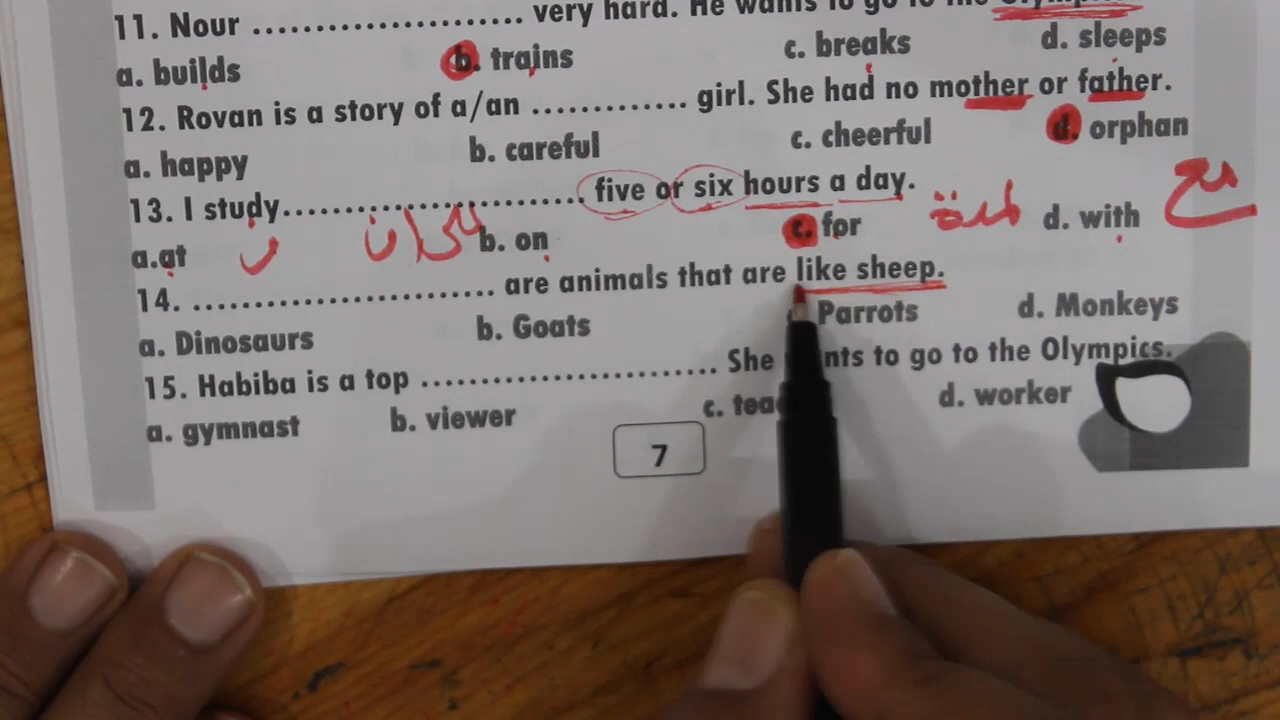 11. Nour .............................. very hard. He wants to go to the Olympics.
a. builds b. trains c. breaks d. sleeps
12. Rovan is a story of a/an ............. girl. She had no mother or father.
a. happy b. careful c. cheerful d. orphan
13. I study.............................. five or six hours a day.
a.at b. on c. for لمدة d. with مع
14. .............................. are animals that are like sheep.
a. Dinosaurs b. Goats Parrots d. Monkeys
15. Habiba is a top .............................. She wants to go to the Olympics.
a. gymnast b. viewer c. d. worker
7